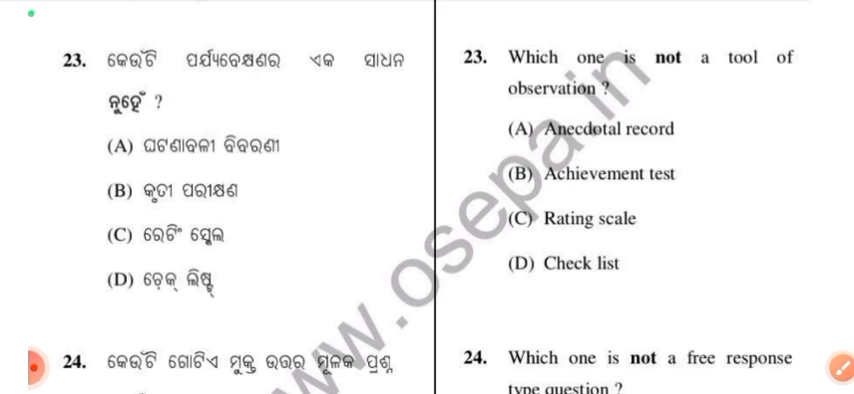 23. କେଉଁଟି ପର୍ଯ୍ୟବେକ୍ଷଣର ଏକ ସାଧନ
ନୁହେଁ ?
(A) ଘଟଣାବଳୀ ବିବରଣୀ
(B) କୃତୀ ପରୀକ୍ଷଣ
(C) ରେଟିଂ ସ୍କେଲ
(D) ଚେକ୍ ଲିଷ୍ଟ୍
24. କେଉଁଟି ଗୋଟିଏ ମୁକ୍ତ ଉତ୍ତର ମୂଳକ ପ୍ରଶ୍ନ
23. Which one is not a tool of
observation ?
(A) Anecdotal record
(B) Achievement test
(C) Rating scale
(D) Check list
24. Which one is not a free response
type question ?
www.osepa.in